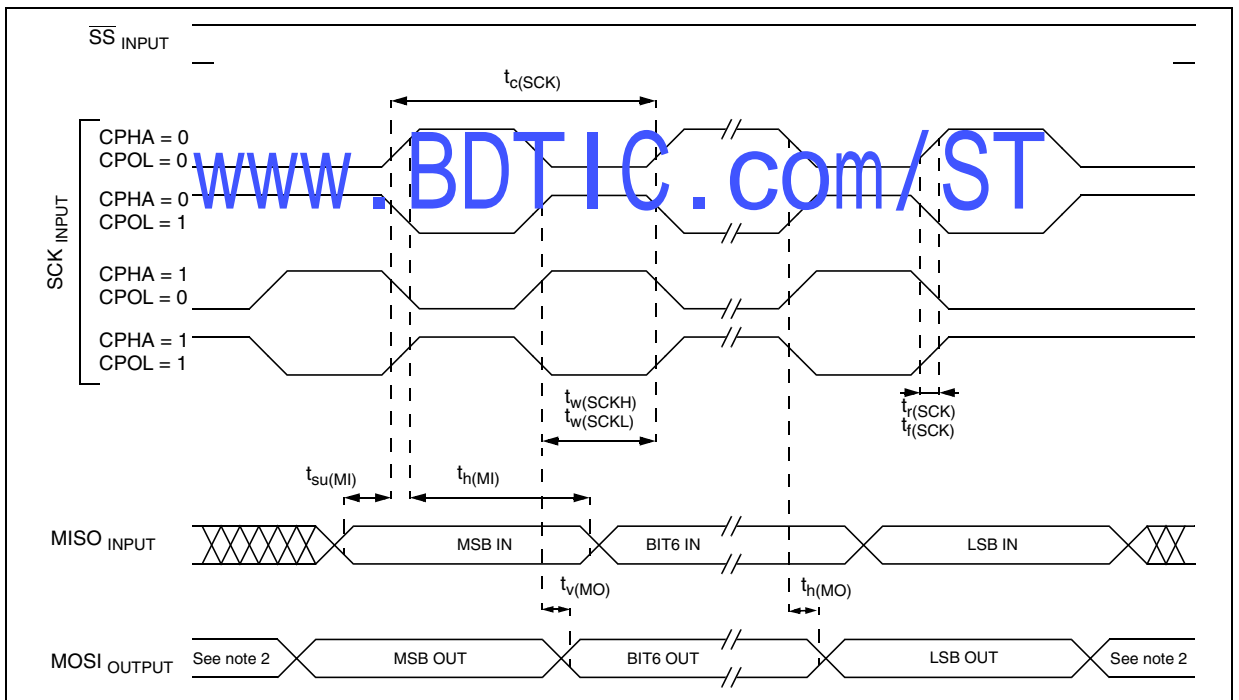 SS INPUT
tc(SCK)
SCK INPUT
CPHA = 0
CPOL = 0
CPHA = 0
CPOL = 1
www.BDTIC.com/ST
CPHA = 1
CPOL = 0
CPHA = 1
CPOL = 1
tw(SCKH)
tw(SCKL)
tr(SCK)
tf(SCK)
tsu(MI)
th(MI)
MISO INPUT
MSB IN
BIT6 IN
LSB IN
tv(MO)
th(MO)
MOSI OUTPUT
See note 2
MSB OUT
BIT6 OUT
LSB OUT
See note 2